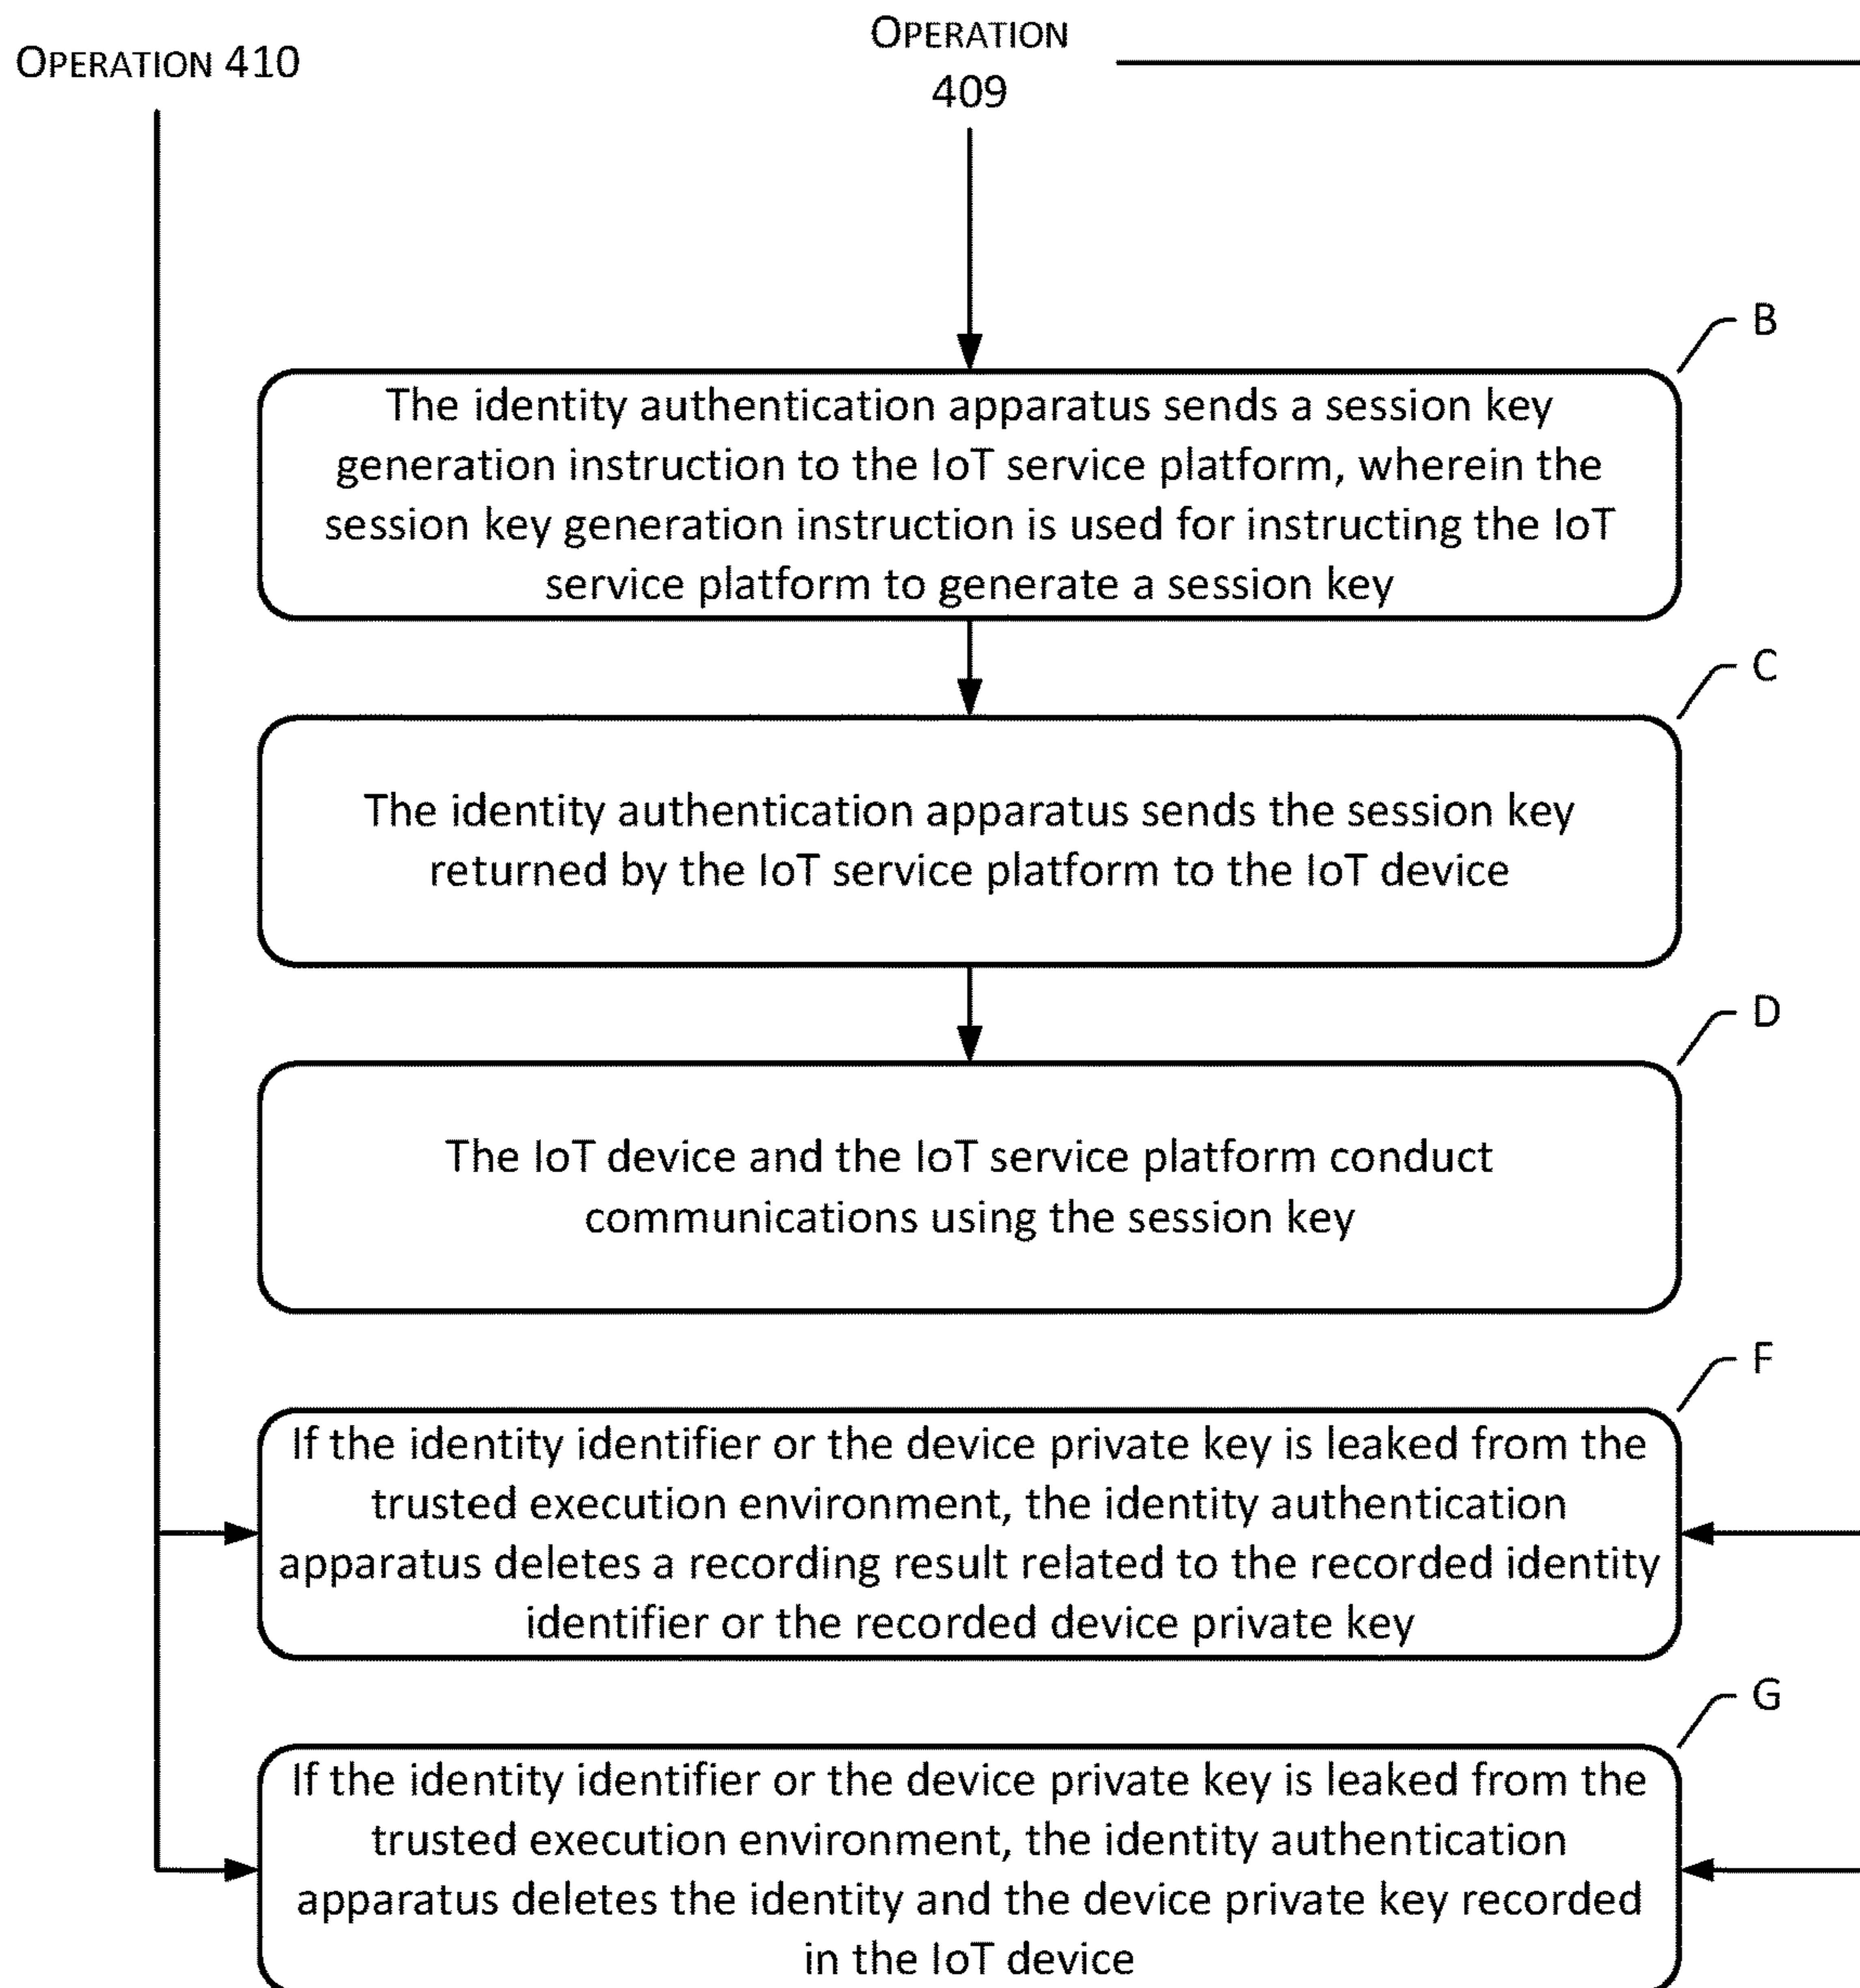 OPERATION 410
OPERATION
409
B
The identity authentication apparatus sends a session key
generation instruction to the IoT service platform, wherein the
session key generation instruction is used for instructing the IoT
service platform to generate a session key
C
The identity authentication apparatus sends the session key
returned by the IoT service platform to the IoT device
D
The IoT device and the IoT service platform conduct
communications using the session key
F
If the identity identifier or the device private key is leaked from the
trusted execution environment, the identity authentication
apparatus deletes a recording result related to the recorded identity
identifier or the recorded device private key
G
If the identity identifier or the device private key is leaked from the
trusted execution environment, the identity authentication
apparatus deletes the identity and the device private key recorded
in the IoT device